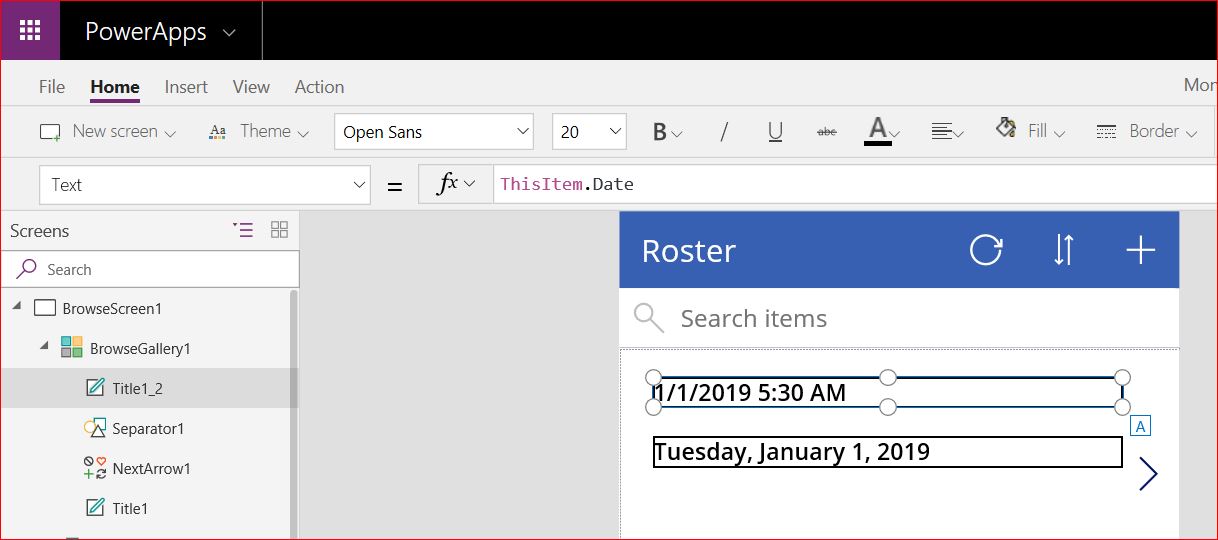 PowerApps
File Home Insert View Action Mon
New screen Aa Theme Open Sans 20 B / U abc A Fill Border
Text = fx ThisItem.Date
Screens
Search
BrowseScreen1
BrowseGallery1
Title1_2
Separator1
NextArrow1
Title1
Roster
Search items
1/1/2019 5:30 AM
A
Tuesday, January 1, 2019